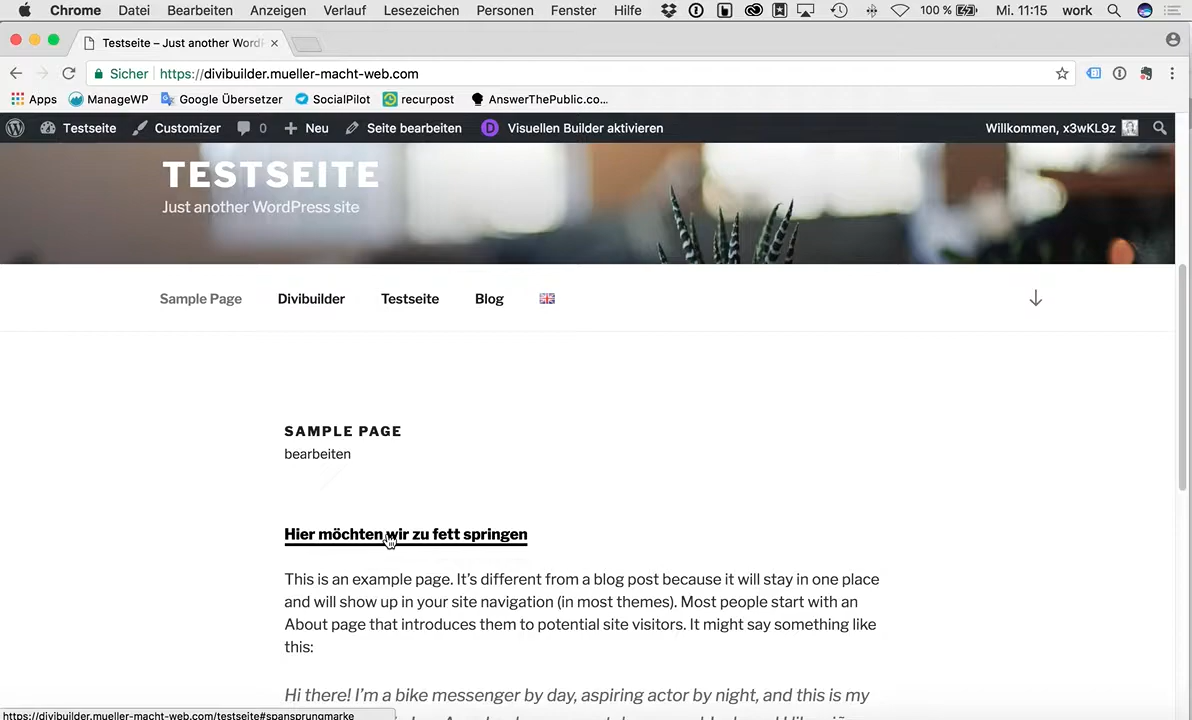 Chrome Datei Bearbeiten Anzeigen Verlauf Lesezeichen Personen Fenster Hilfe 100 % Mi. 11:15 work
Testseite – Just another Word
Sicher https://divibuilder.mueller-macht-web.com
Apps ManageWP Google Übersetzer SocialPilot recurpost AnswerThePublic.co...
Testseite Customizer 0 Neu Seite bearbeiten D Visuellen Builder aktivieren Willkommen, x3wKL9z
TESTSEITE
Just another WordPress site
Sample Page Divibuilder Testseite Blog
SAMPLE PAGE
bearbeiten
Hier möchten wir zu fett springen
This is an example page. It’s different from a blog post because it will stay in one place
and will show up in your site navigation (in most themes). Most people start with an
About page that introduces them to potential site visitors. It might say something like
this:
Hi there! I’m a bike messenger by day, aspiring actor by night, and this is my
https://divibuilder.mueller-macht-web.com/testseite#spansprungmarke